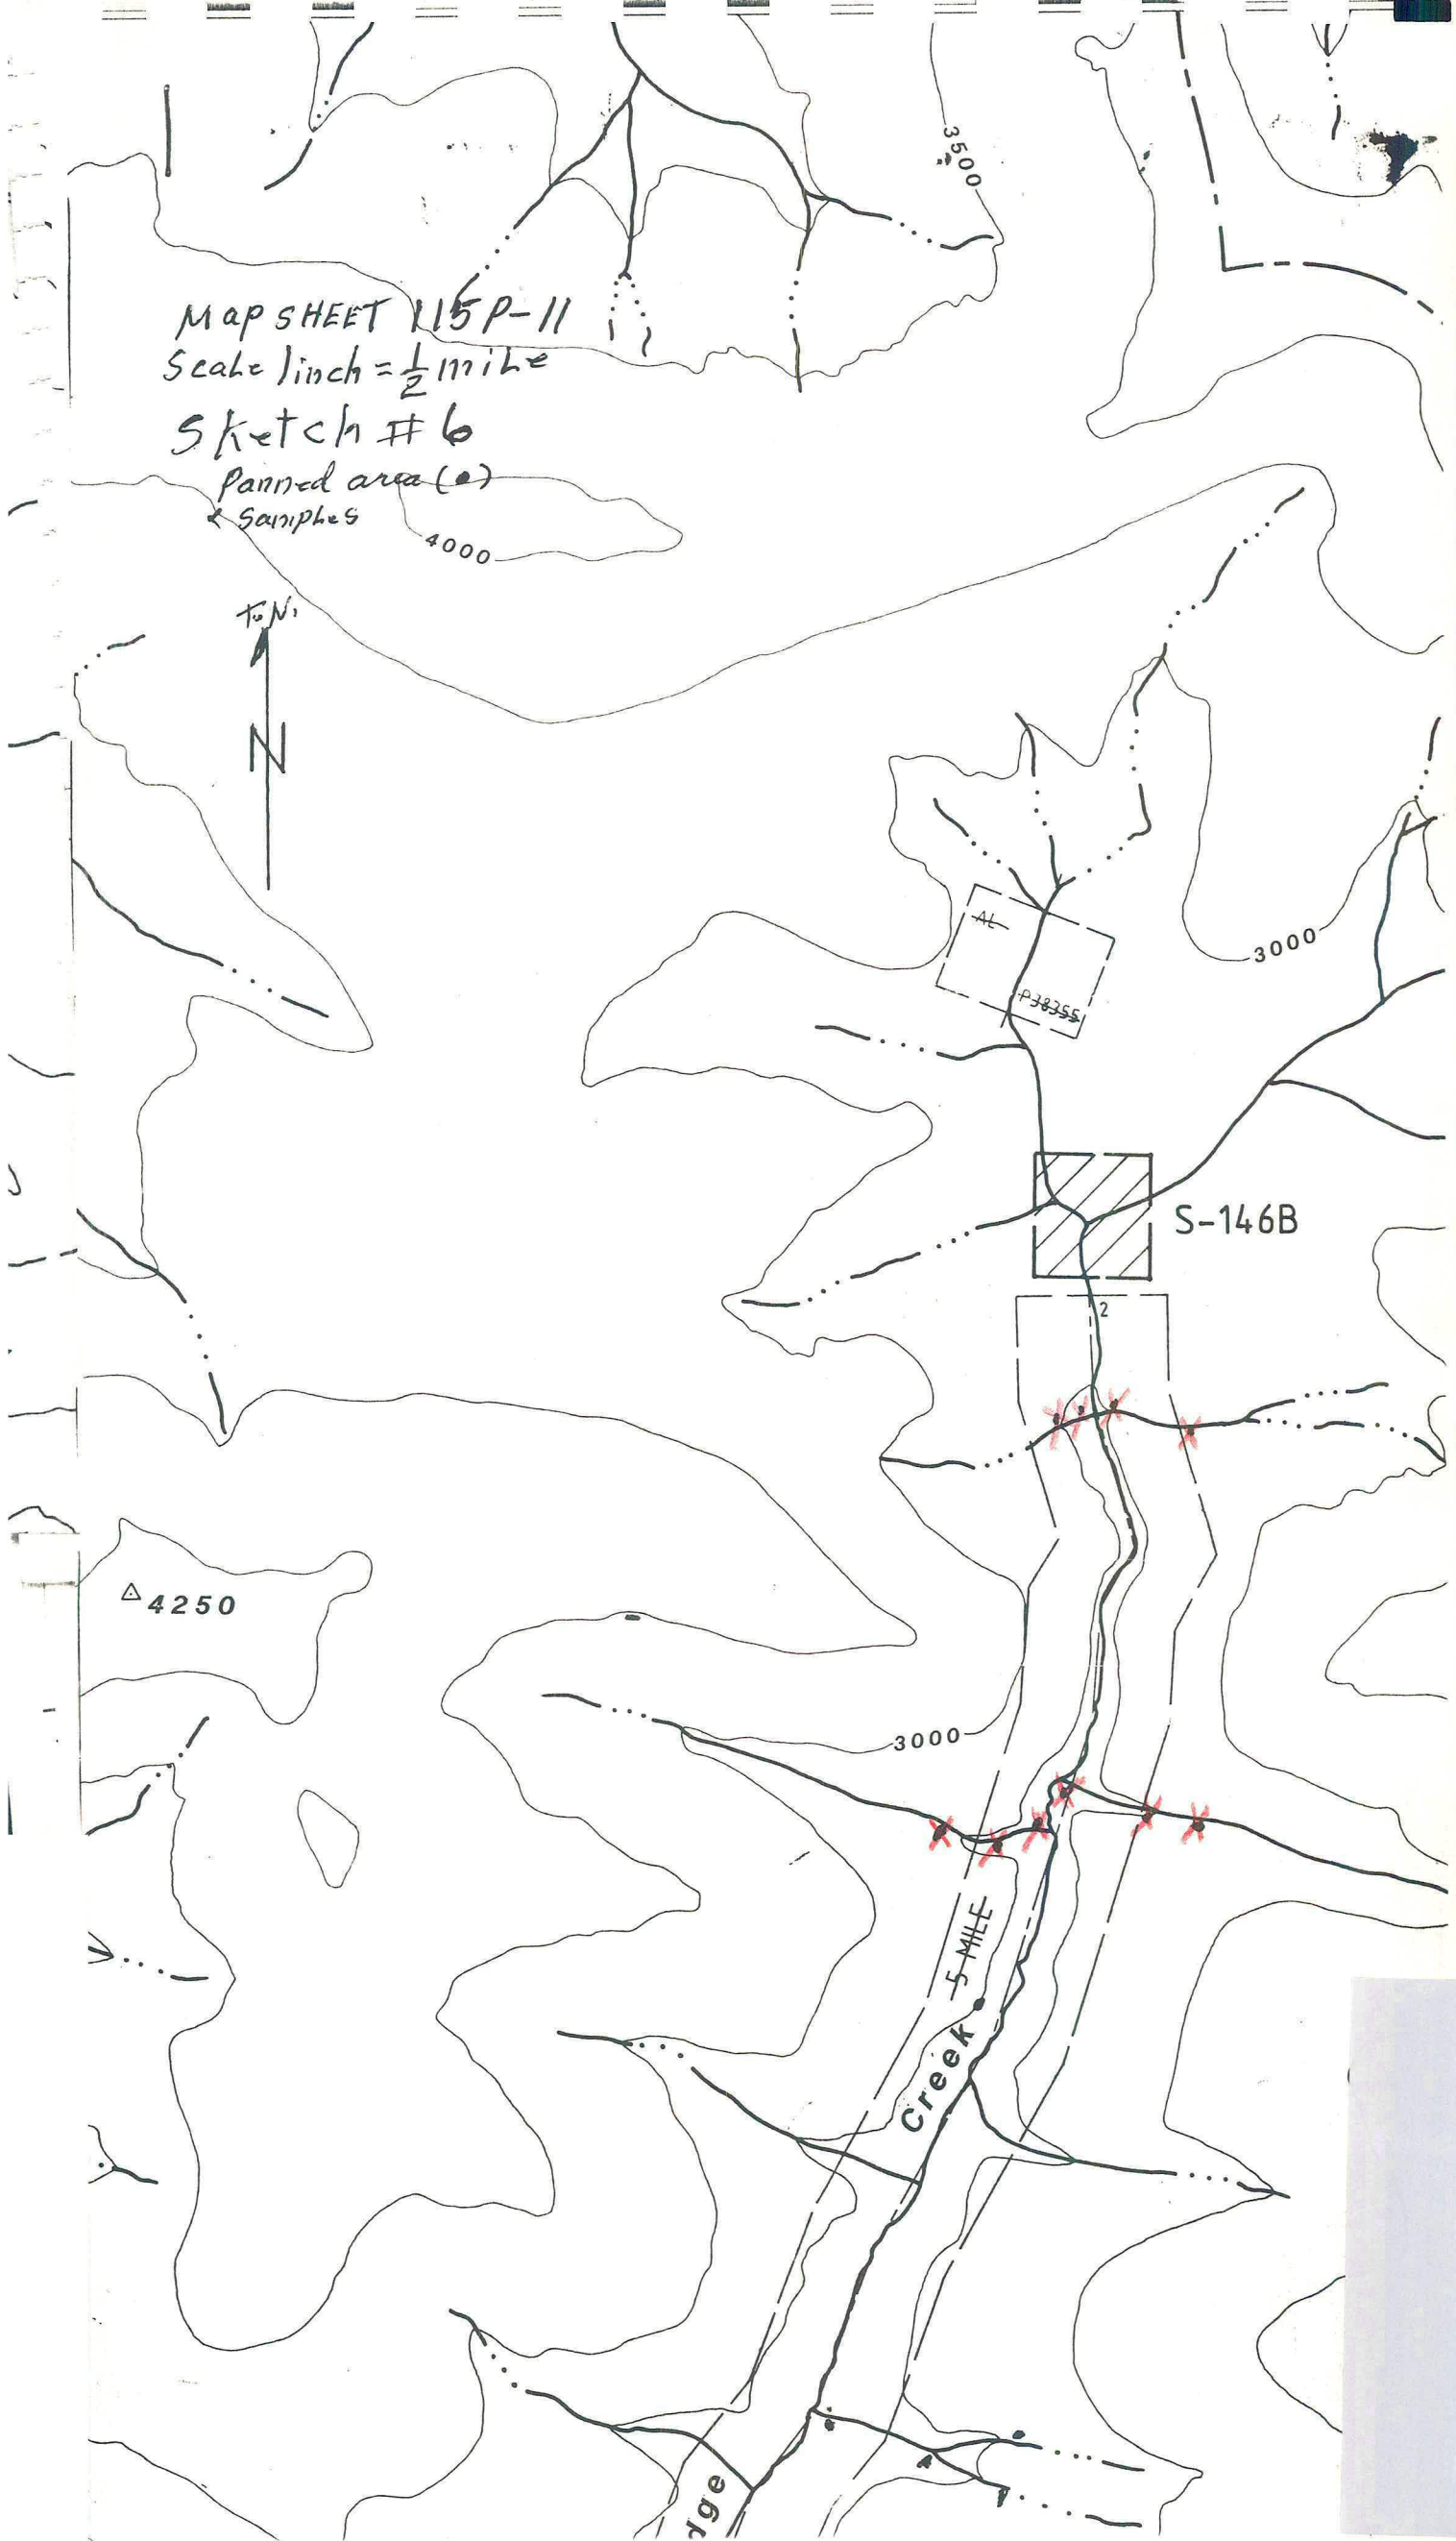 3500
Map SHEET 115P-11
Scale 1inch = 1/2 mile
Sketch # 6
Panned area (•)
& Samples
4000
To N.
N
AL
P38355
3000
S-146B
2
4250
3000
5 MILE
Creek
dge